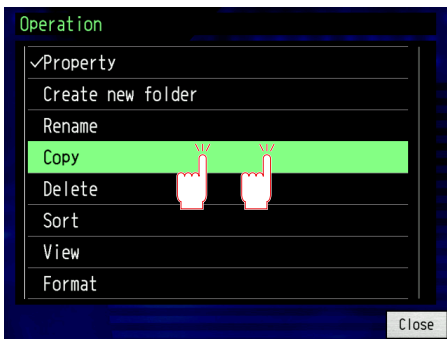 Operation
✓Property
Create new folder
Rename
Copy
Delete
Sort
View
Format
Close